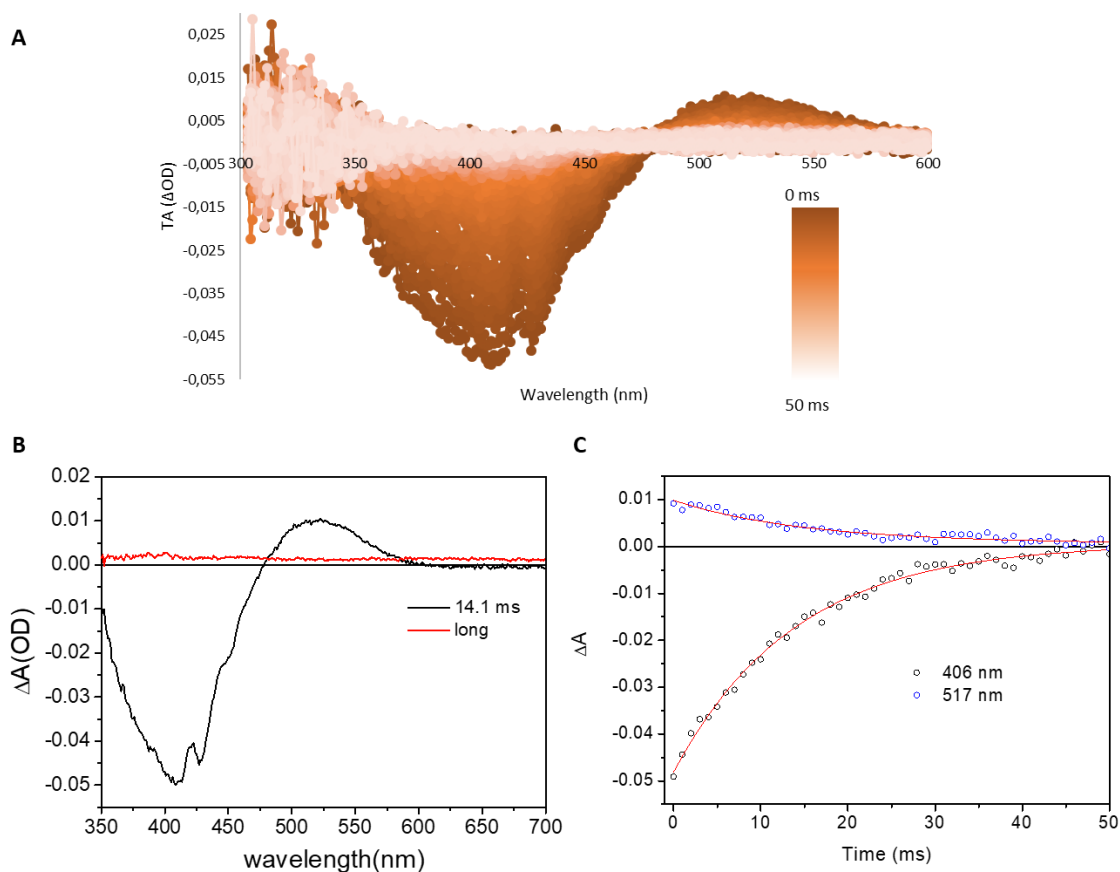 A
0,025
0,015
0,005
-0,005
-0,015
-0,025
-0,035
-0,045
-0,055
TA (ΔOD)
300 350 400 450 500 550 600
Wavelength (nm)
0 ms
50 ms
B
0.02
0.01
0.00
-0.01
-0.02
-0.03
-0.04
-0.05
ΔA(OD)
14.1 ms
long
350 400 450 500 550 600 650 700
wavelength(nm)
C
0.01
0.00
-0.01
-0.02
-0.03
-0.04
-0.05
ΔA
406 nm
517 nm
0 10 20 30 40 50
Time (ms)